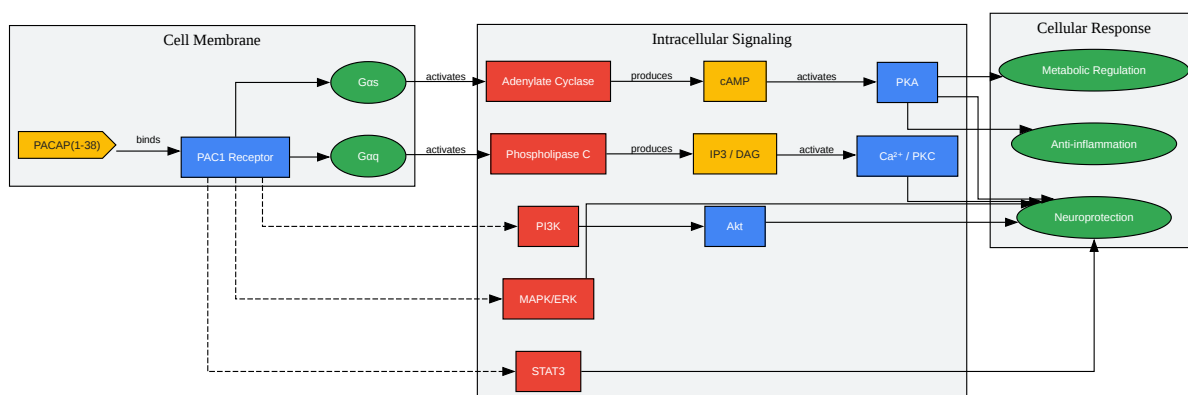 Cell Membrane
Intracellular Signaling
Cellular Response
Gαs
activates
Adenylate Cyclase
produces
cAMP
activates
PKA
Metabolic Regulation
PACAP(1-38)
binds
PAC1 Receptor
Gαq
activates
Phospholipase C
produces
IP3 / DAG
activate
Ca²⁺ / PKC
Anti-inflammation
PI3K
Akt
Neuroprotection
MAPK/ERK
STAT3